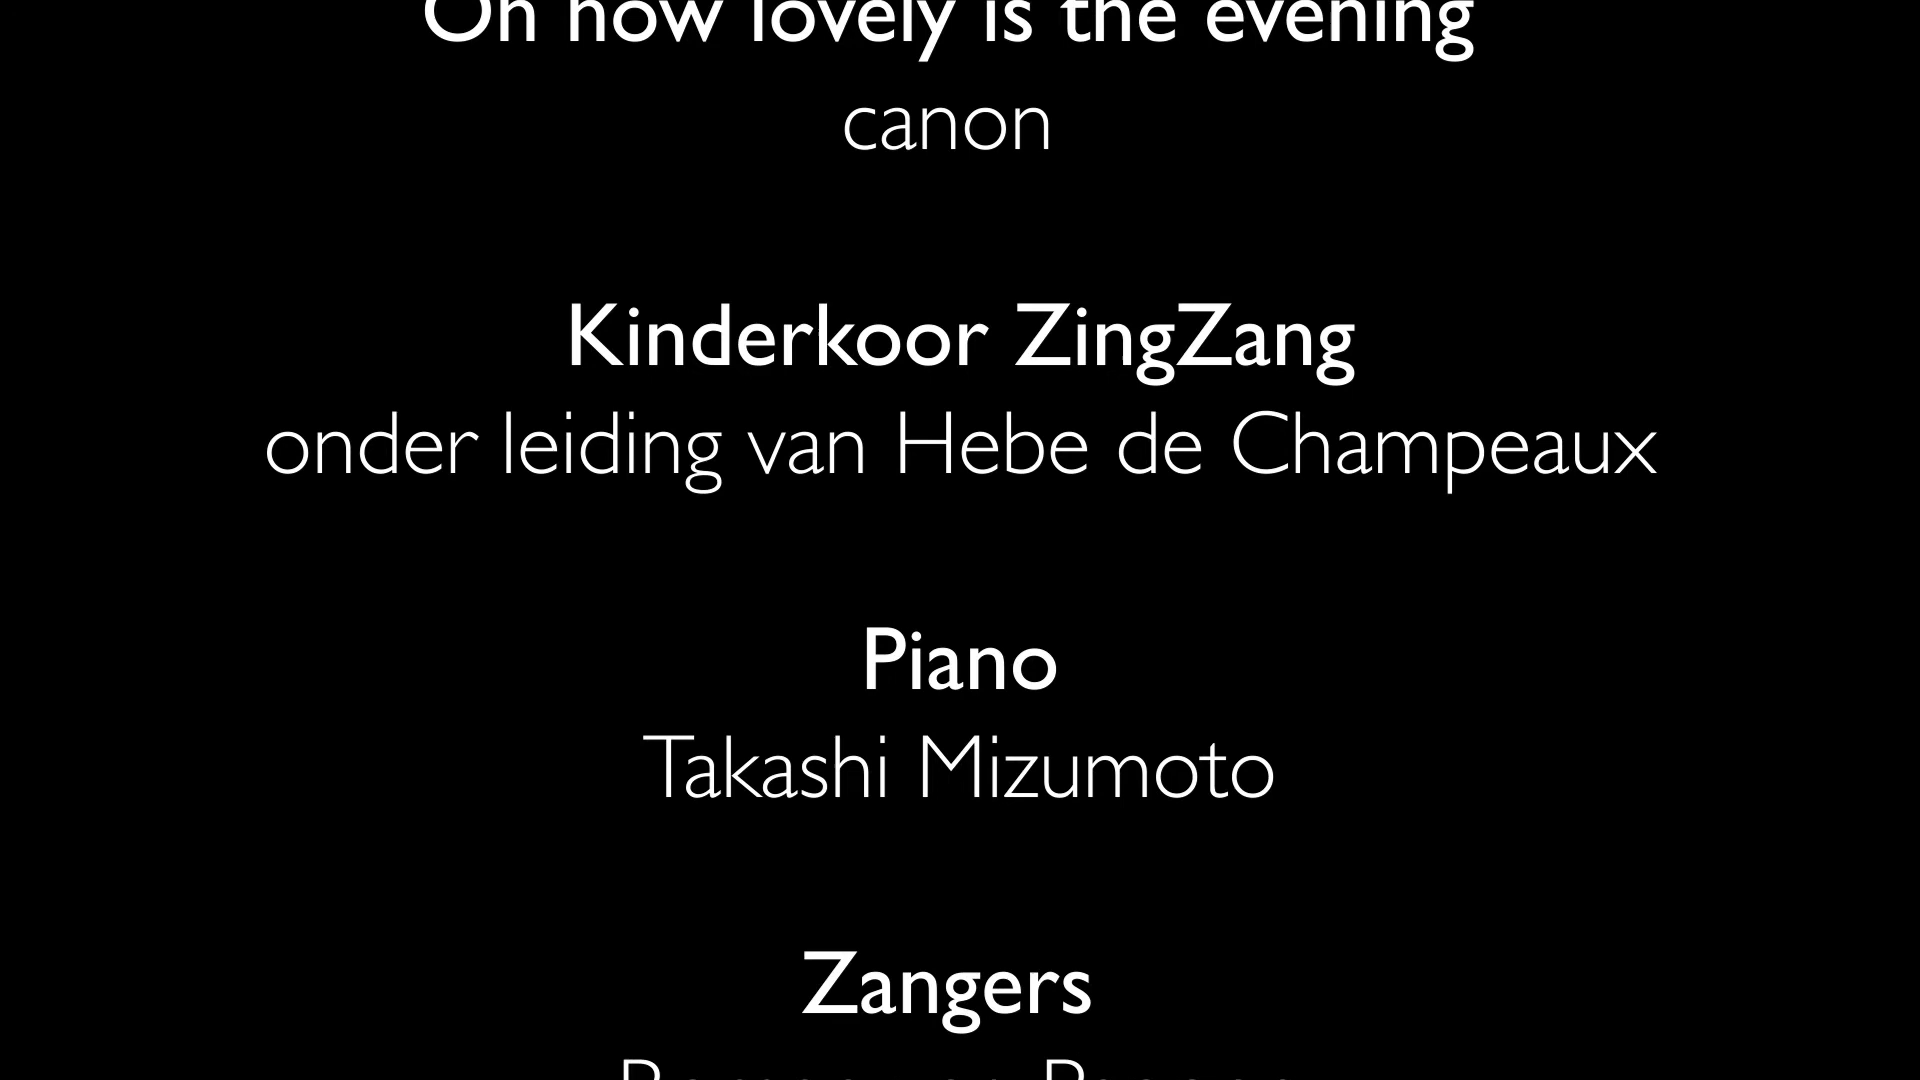 Oh how lovely is the evening
canon
Kinderkoor ZingZang
onder leiding van Hebe de Champeaux
Piano
Takashi Mizumoto
Zangers